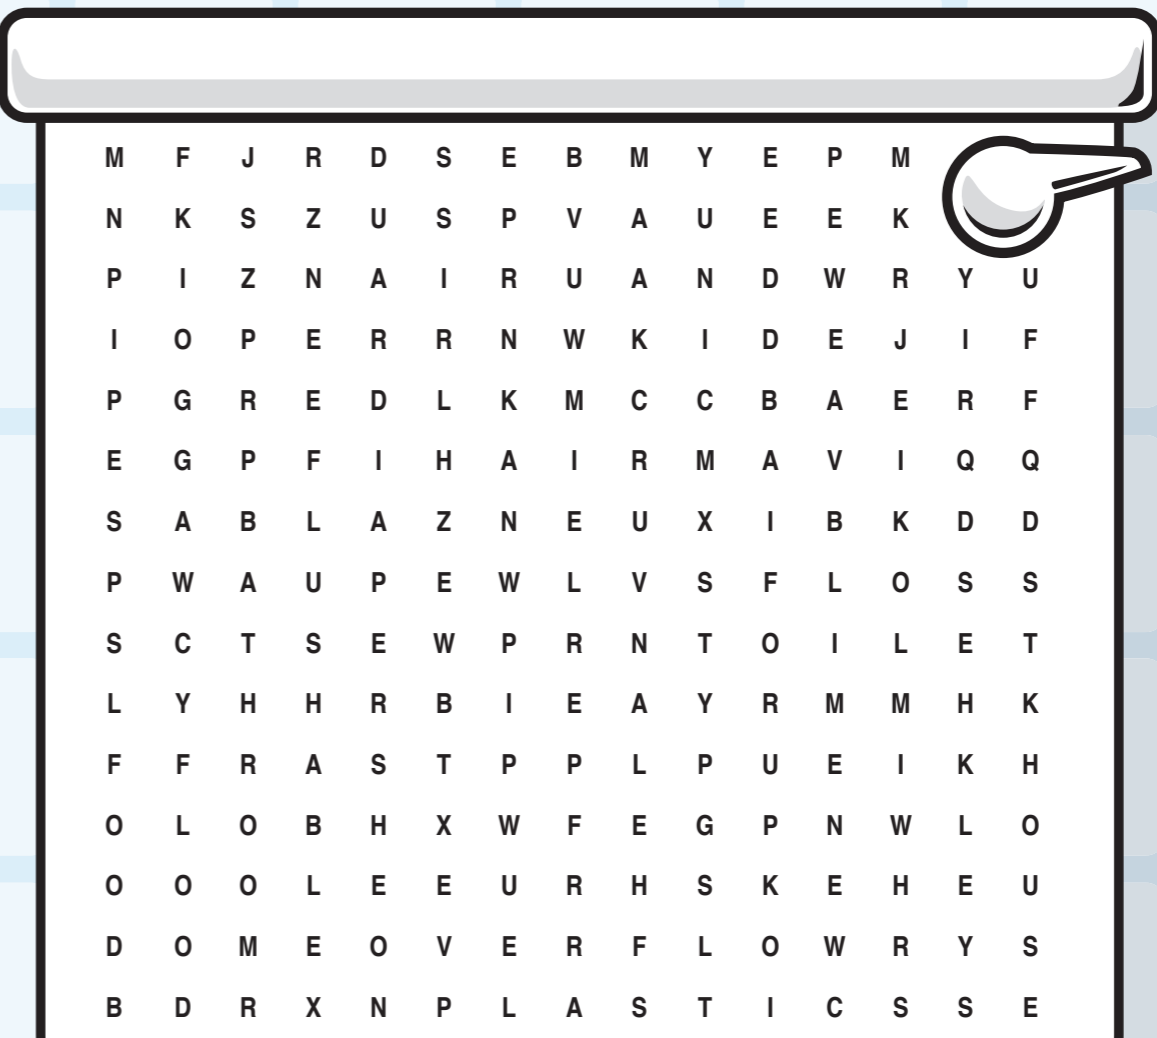 M F J R D S E B M Y E P M
N K S Z U S P V A U E E K
P I Z N A I R U A N D W R Y U
I O P E R R N W K I D E J I F
P G R E D L K M C C B A E R F
E G P F I H A I R M A V I Q Q
S A B L A Z N E U X I B K D D
P W A U P E W L V S F L O S S
S C T S E W P R N T O I L E T
L Y H H R B I E A Y R M M H K
F F R A S T P P L P U E I K H
O L O B H X W F E G P N W L O
O O O L E E U R H S K E H E U
D O M E O V E R F L O W R Y S
B D R X N P L A S T I C S S E